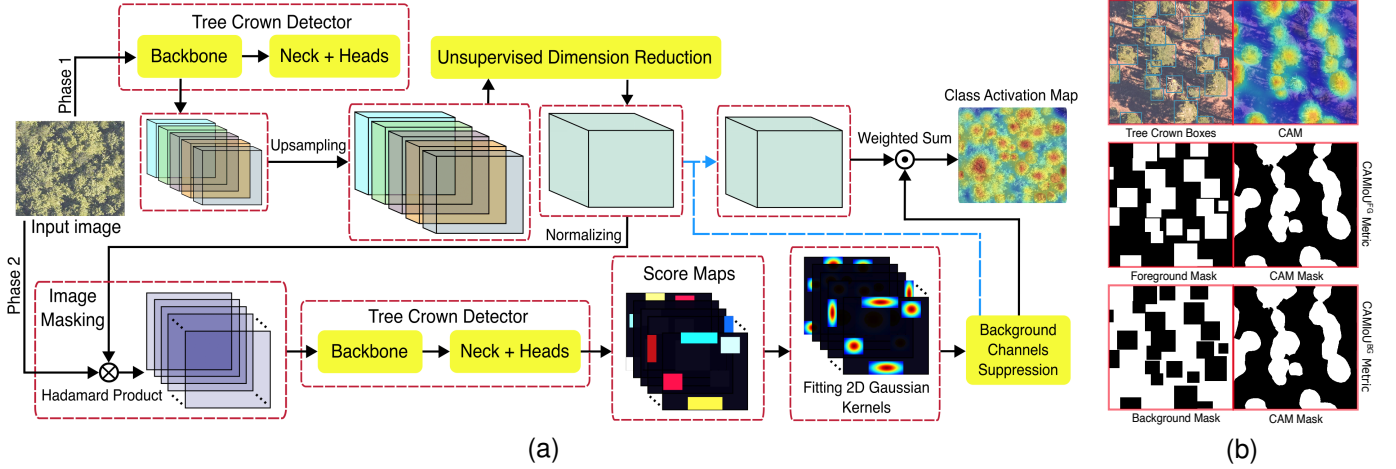 Phase 1
Tree Crown Detector
Backbone
Neck + Heads
Unsupervised Dimension Reduction
Input image
Upsampling
Normalizing
Weighted Sum
Class Activation Map
Phase 2
Image
Masking
Hadamard Product
Tree Crown Detector
Backbone
Neck + Heads
Score Maps
Fitting 2D Gaussian
Kernels
Background
Channels
Suppression
(a)
Tree Crown Boxes
CAM
Foreground Mask
CAM Mask
CAMIoU^FG Metric
Background Mask
CAM Mask
CAMIoU^BG Metric
(b)